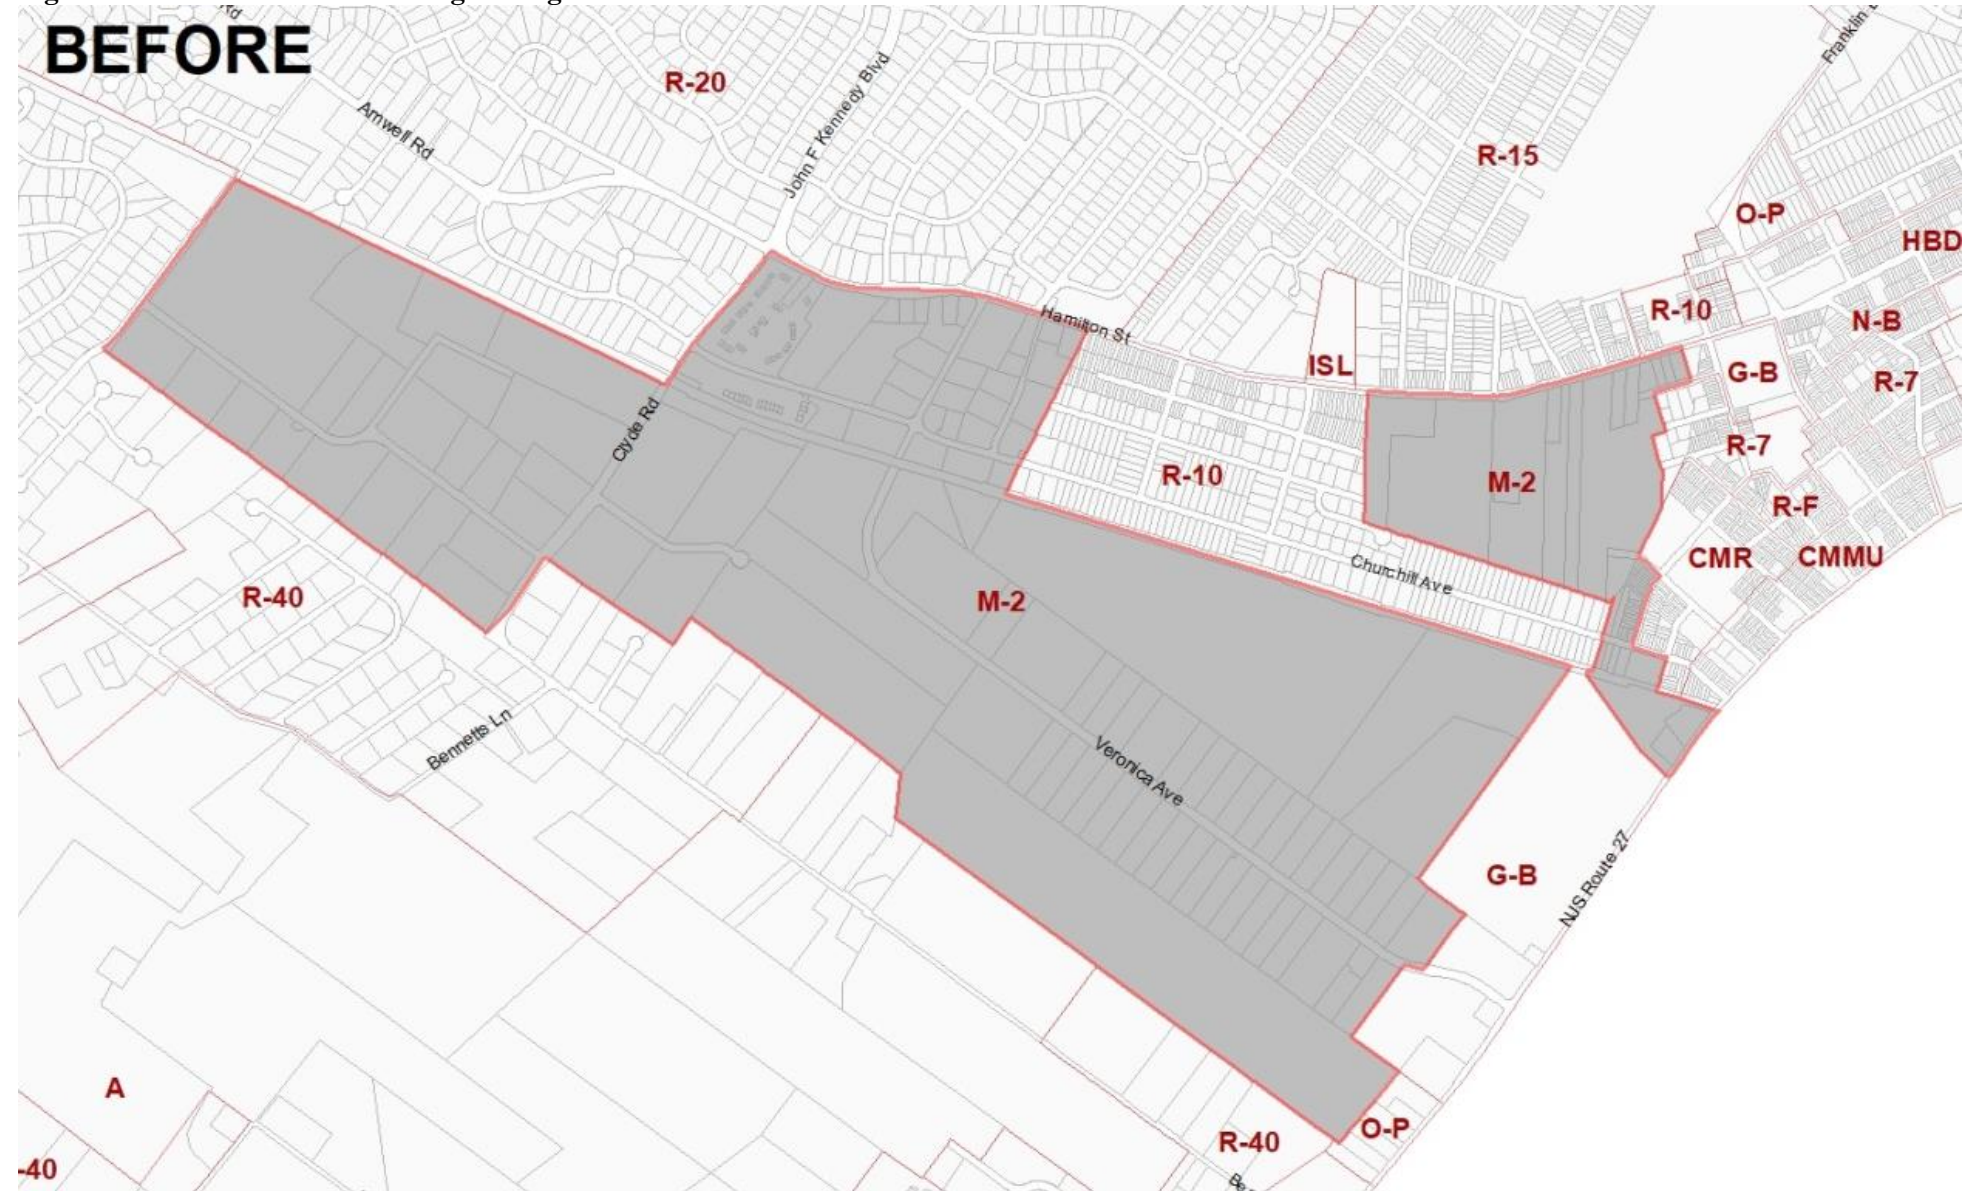 BEFORE
R-20
Amwell Rd
John F Kennedy Blvd
R-15
O-P
HBD
Hamilton St
R-10
N-B
ISL
G-B
R-7
Clyde Rd
R-7
R-10
M-2
R-F
CMR
CMMU
Churchill Ave
R-40
M-2
Bennetts Ln
Veronica Ave
G-B
NJS Route 27
A
O-P
R-40
-40
Franklin